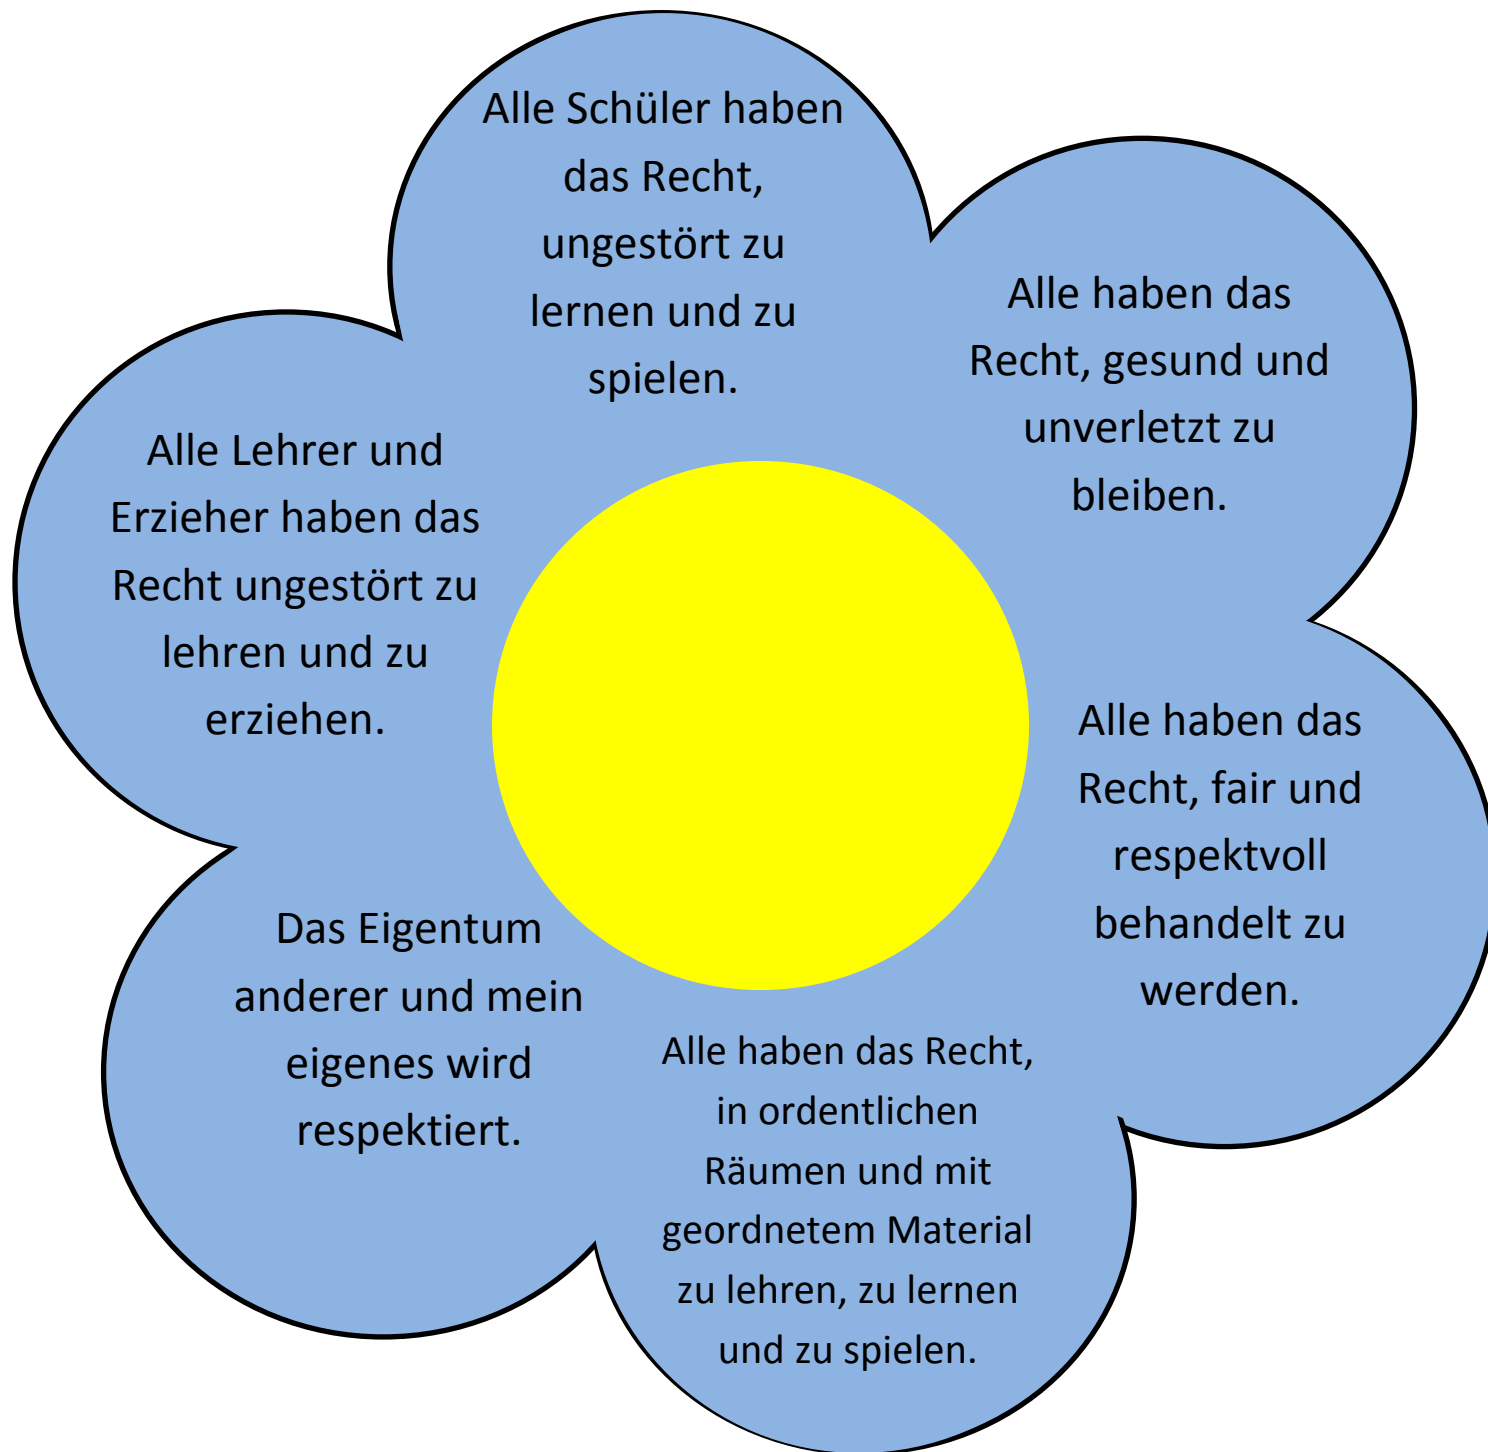 Alle Schüler haben
das Recht,
ungestört zu
lernen und zu
spielen.
Alle haben das
Recht, gesund und
unverletzt zu
bleiben.
Alle haben das
Recht, fair und
respektvoll
behandelt zu
werden.
Alle haben das Recht,
in ordentlichen
Räumen und mit
geordnetem Material
zu lehren, zu lernen
und zu spielen.
Das Eigentum
anderer und mein
eigenes wird
respektiert.
Alle Lehrer und
Erzieher haben das
Recht ungestört zu
lehren und zu
erziehen.